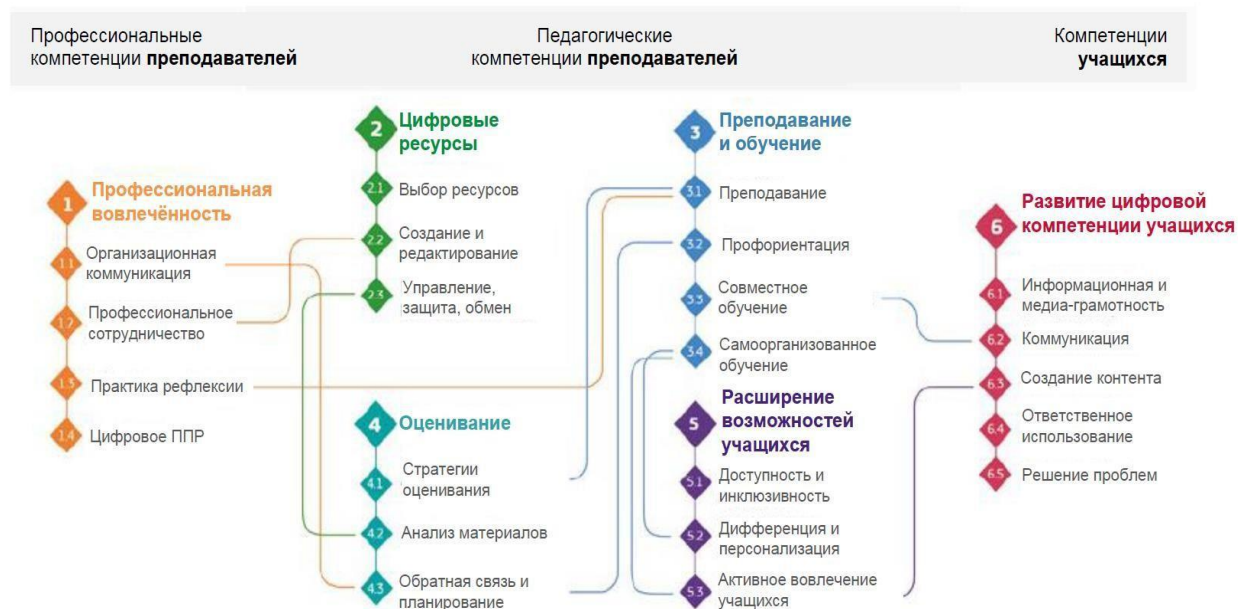 Профессиональные
компетенции преподавателей
Педагогические
компетенции преподавателей
Компетенции
учащихся
1
Профессиональная
вовлечённость
1.1
Организационная
коммуникация
1.2
Профессиональное
сотрудничество
1.3
Практика рефлексии
1.4
Цифровое ППР
2
Цифровые
ресурсы
2.1
Выбор ресурсов
2.2
Создание и
редактирование
2.3
Управление,
защита, обмен
4
Оценивание
4.1
Стратегии
оценивания
4.2
Анализ материалов
4.3
Обратная связь и
планирование
3
Преподавание
и обучение
3.1
Преподавание
3.2
Профориентация
3.3
Совместное
обучение
3.4
Самоорганизованное
обучение
5
Расширение
возможностей
учащихся
5.1
Доступность и
инклюзивность
5.2
Дифференция и
персонализация
5.3
Активное вовлечение
учащихся
6
Развитие цифровой
компетенции учащихся
6.1
Информационная и
медиа-грамотность
6.2
Коммуникация
6.3
Создание контента
6.4
Ответственное
использование
6.5
Решение проблем